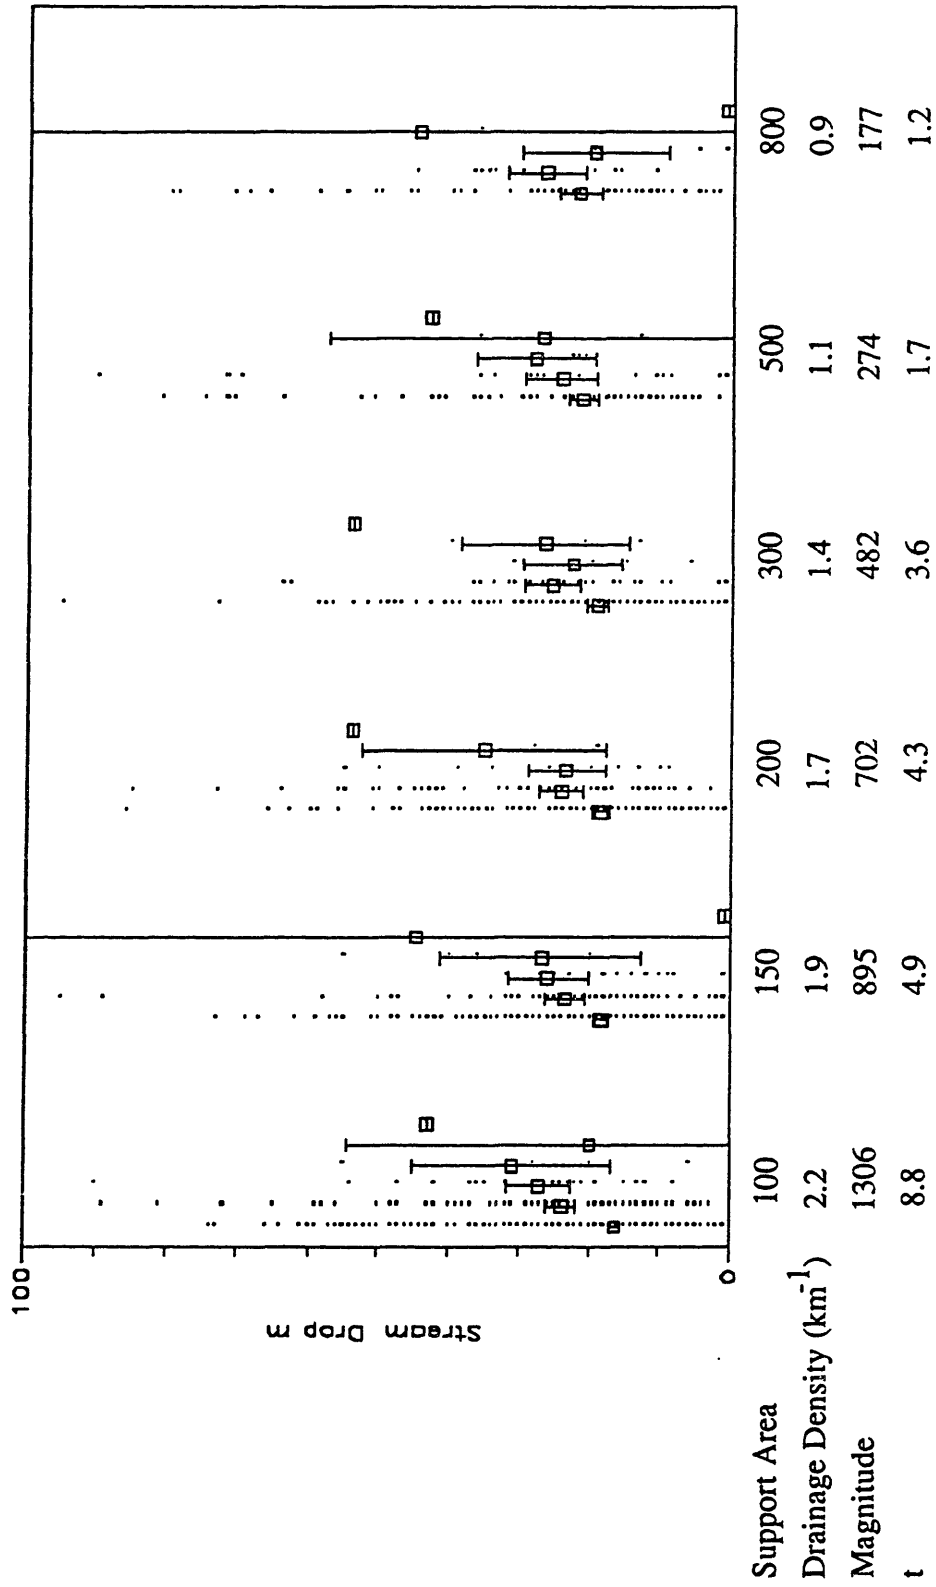 100
Stream Drop m
0
Support Area 100 150 200 300 500 800
Drainage Density (km⁻¹) 2.2 1.9 1.7 1.4 1.1 0.9
Magnitude 1306 895 702 482 274 177
t 8.8 4.9 4.3 3.6 1.7 1.2